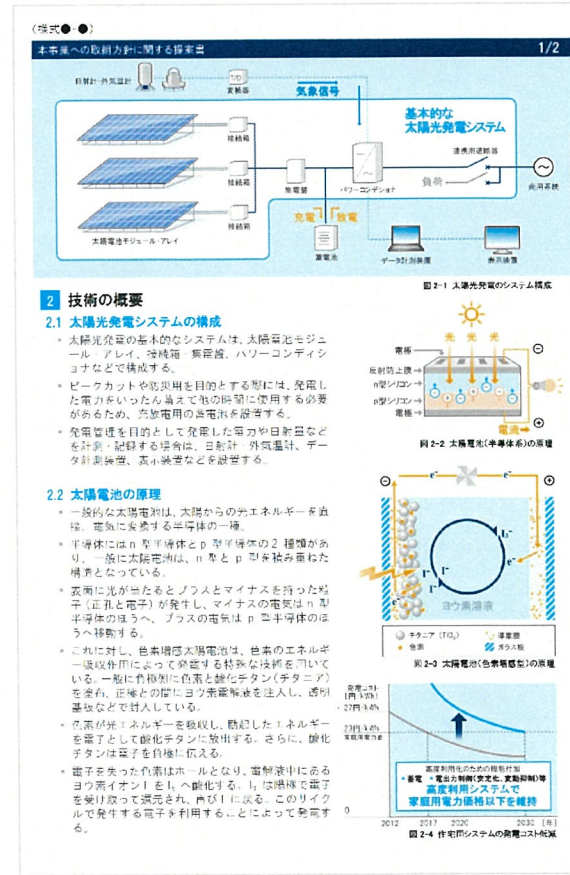 (様式●-●)
本事業への取組方針に関する提案書 1/2
日射計・外気温計
変換器
T/D
気象信号
基本的な
太陽光発電システム
接続箱
接続箱
接続箱
集電盤
パワーコンディショナ
連携用遮断器
負荷
商用系統
充電
放電
蓄電池
データ計測装置
表示装置
太陽電池モジュール・アレイ
図2-1 太陽光発電のシステム構成
2 技術の概要
2.1 太陽光発電システムの構成
太陽光発電の基本的なシステムは、太陽電池モジュ
ール・アレイ、接続箱・集電盤、パワーコンディショ
ナなどで構成する。
ピークカットや防災用を目的とする際には、発電し
た電力をいったん蓄えて他の時間に使用する必要
があるため、充放電用の蓄電池を設置する。
発電管理を目的として発電した電力や日射量など
を計測・記録する場合は、日射計・外気温計、デー
タ計測装置、表示装置などを設置する。
光 光 光
電極
反射防止膜
n型シリコン
p型シリコン
電極
電流
図2-2 太陽電池(半導体系)の原理
2.2 太陽電池の原理
一般的な太陽電池は、太陽からの光エネルギーを直
接、電気に変換する半導体の一種。
半導体にはn 型半導体とp 型半導体の2 種類があ
り、一般に太陽電池は、n 型と p 型を積み重ねた
構造となっている。
表面に光が当たるとプラスとマイナスを持った粒
子(正孔と電子)が発生し、マイナスの電気は n 型
半導体のほうへ、プラスの電気は p 型半導体のほ
うへ移動する。
これに対し、色素増感太陽電池は、色素のエネルギ
ー吸収作用によって発電する特殊な技術を用いて
いる。一般に負極側に色素と酸化チタン(チタニア)
を塗布、正極との間にヨウ素電解液を注入し、透明
基板などで封入している。
色素が光エネルギーを吸収し、励起したエネルギー
を電子として酸化チタンに放出する。さらに、酸化
チタンは電子を負極に伝える。
電子を失った色素はホールとなり、電解液中にある
ヨウ素イオン I を I₃ へ酸化する。I₃ は陽極で電子
を受け取って還元され、再び I に戻る。このサイク
ルで発生する電子を利用することによって発電す
る。
e⁻
e⁻
I₃⁻
e⁻
I⁻
I⁻
I⁻
e⁻
ヨウ素溶液
チタニア (TiO₂)
導電膜
色素
ガラス板
図2-3 太陽電池(色素増感型)の原理
発電コスト
[円/kWh]
27円/kWh
23円/kWh
家庭用電力並
高度利用化のための機能付加
蓄電 電出力制御(安定化、変動抑制)等
高度利用システムで
家庭用電力価格以下を維持
0
2012 2017 2020 2030 [年]
図2-4 住宅用システムの発電コスト低減